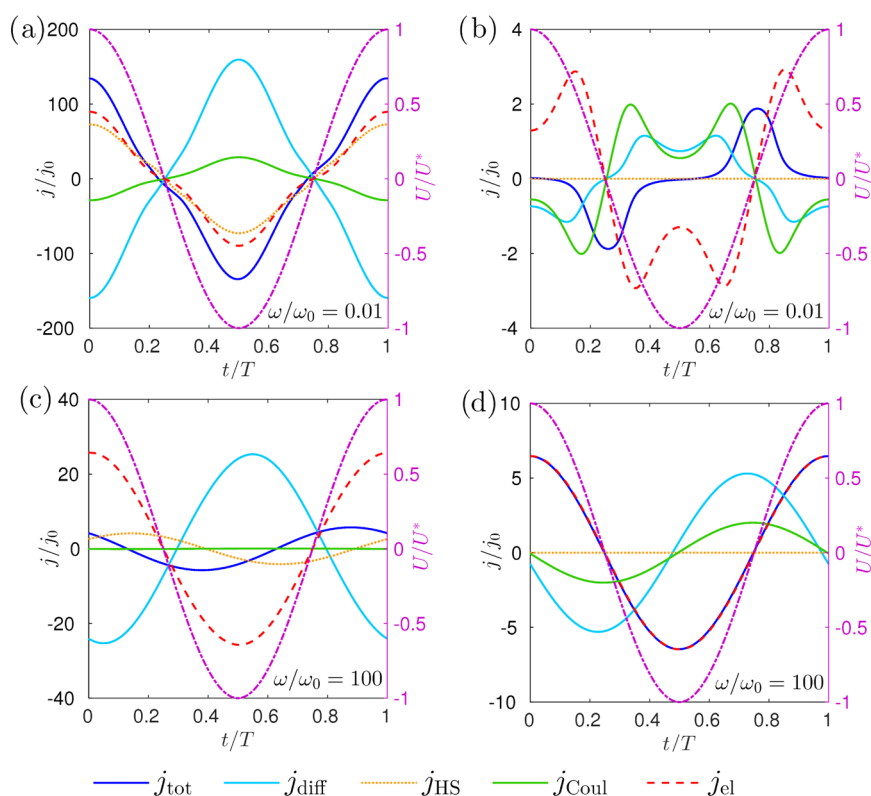 (a) (b)
200 1 4 1
100 0.5 2 0.5
j/j0 0 0 U/U* j/j0 0 0 U/U*
-100 -0.5 -2 -0.5
ω/ω0 = 0.01 ω/ω0 = 0.01
-200 -1 -4 -1
0 0.2 0.4 0.6 0.8 1 0 0.2 0.4 0.6 0.8 1
t/T t/T
(c) (d)
40 1 10 1
20 0.5 5 0.5
j/j0 0 0 U/U* j/j0 0 0 U/U*
-20 -0.5 -5 -0.5
ω/ω0 = 100 ω/ω0 = 100
-40 -1 -10 -1
0 0.2 0.4 0.6 0.8 1 0 0.2 0.4 0.6 0.8 1
t/T t/T
jtot jdiff jHS jCoul jel